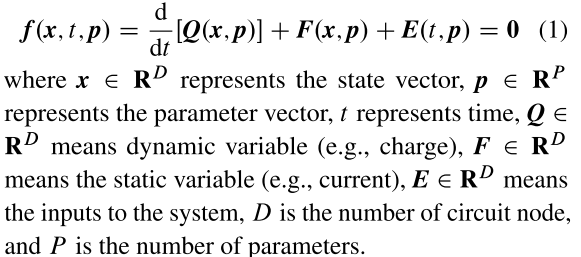 f(x, t, p) = d/dt [Q(x, p)] + F(x, p) + E(t, p) = 0 (1)
where x ∈ R^D represents the state vector, p ∈ R^P
represents the parameter vector, t represents time, Q ∈
R^D means dynamic variable (e.g., charge), F ∈ R^D
means the static variable (e.g., current), E ∈ R^D means
the inputs to the system, D is the number of circuit node,
and P is the number of parameters.